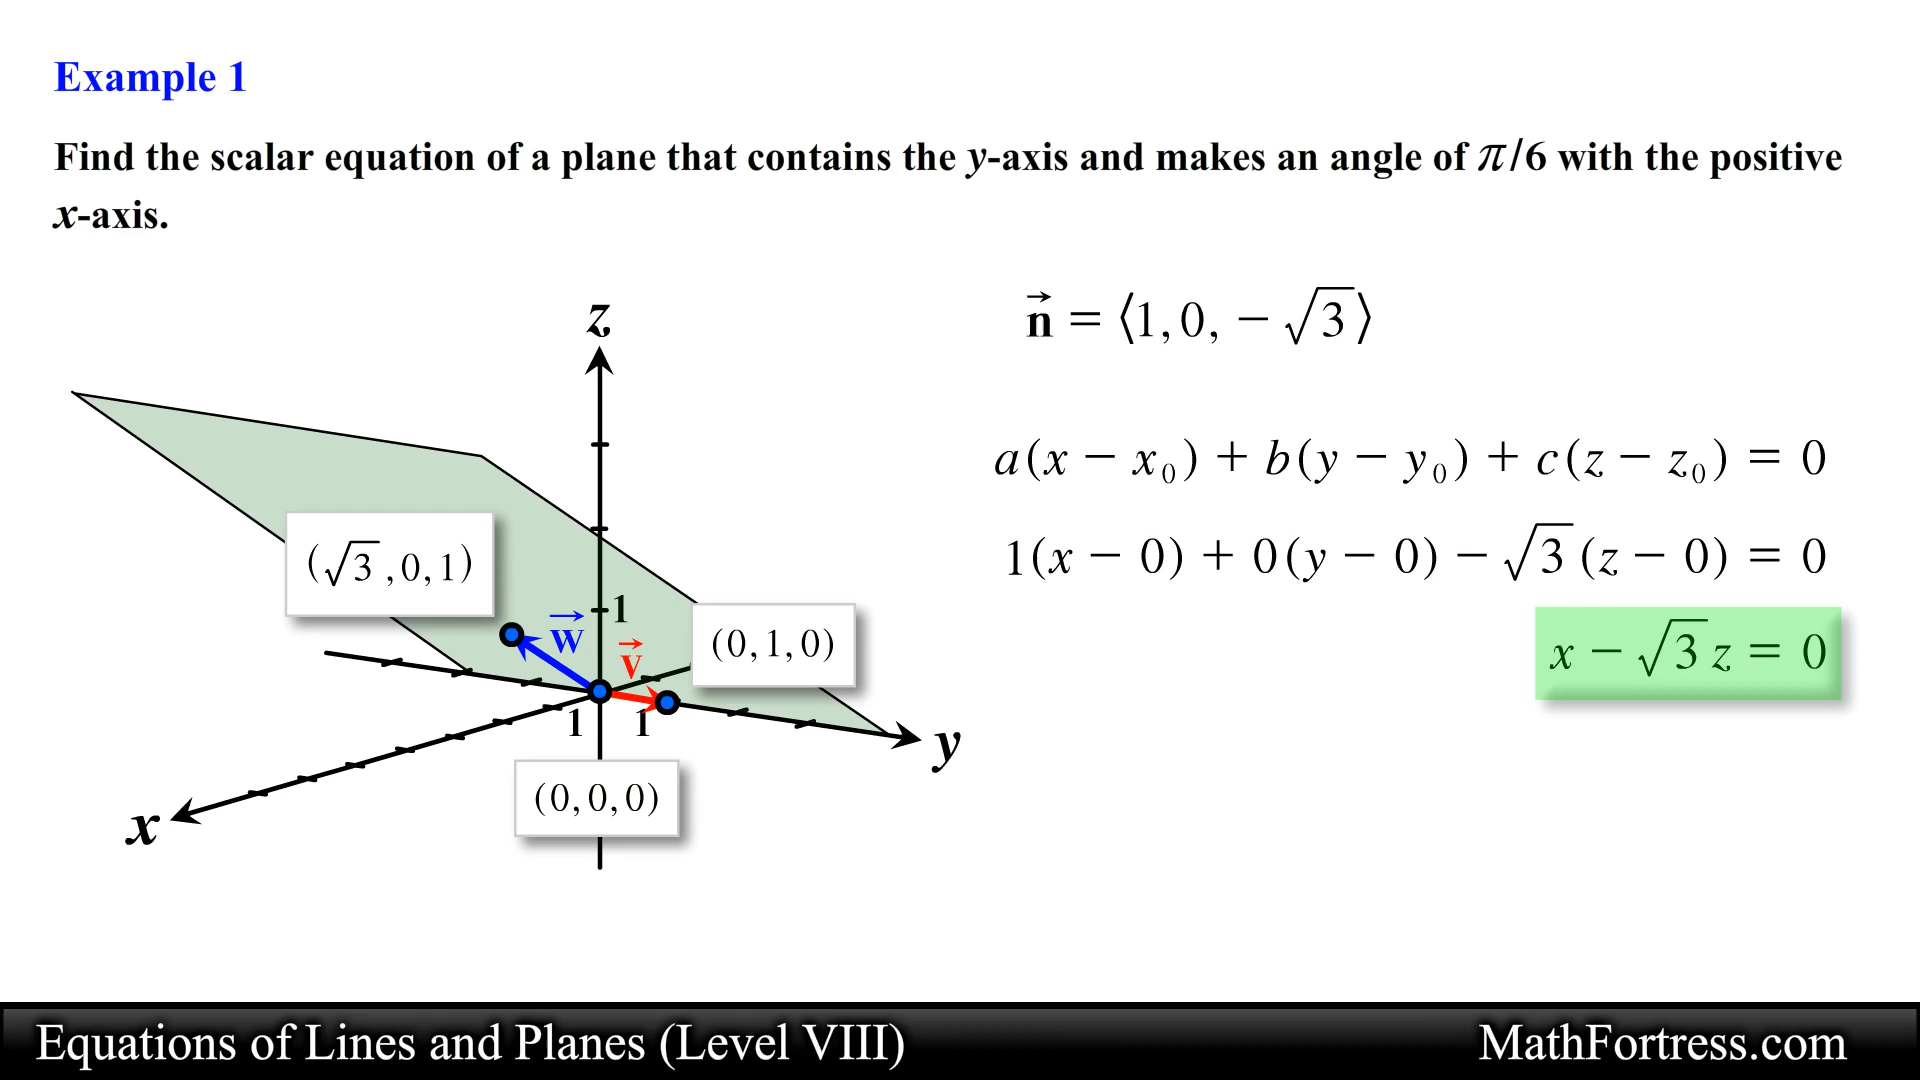 Example 1
Find the scalar equation of a plane that contains the y-axis and makes an angle of π/6 with the positive
x-axis.
z
n⃗ = ⟨1, 0, − √3⟩
a(x − x₀) + b(y − y₀) + c(z − z₀) = 0
(√3, 0, 1)
1(x − 0) + 0(y − 0) − √3 (z − 0) = 0
1
w⃗
v⃗
(0, 1, 0)
x − √3 z = 0
1
1
y
(0, 0, 0)
x
Equations of Lines and Planes (Level VIII)
MathFortress.com